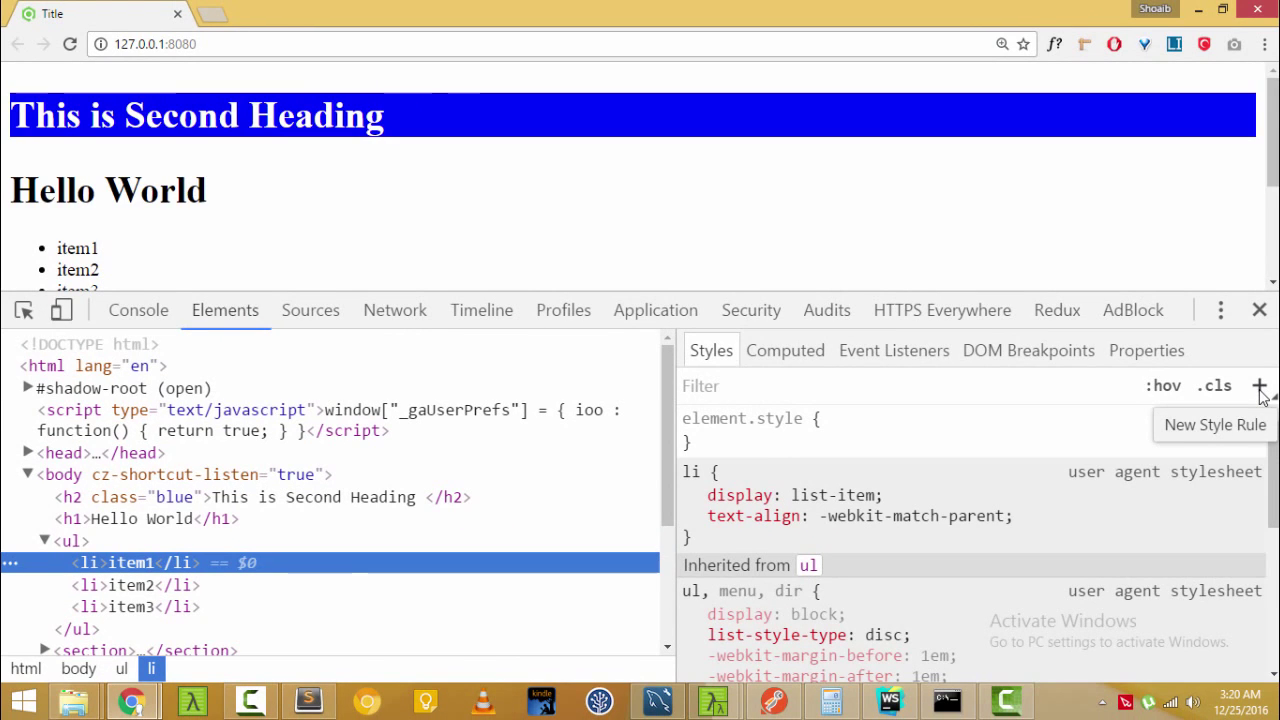 Title
Shoaib
127.0.0.1:8080
f?
LI
This is Second Heading
Hello World
item1
item2
Console Elements Sources Network Timeline Profiles Application Security Audits HTTPS Everywhere Redux AdBlock
<!DOCTYPE html>
<html lang="en">
#shadow-root (open)
<script type="text/javascript">window["_gaUserPrefs"] = { ioo :
function() { return true; } }</script>
<head>…</head>
<body cz-shortcut-listen="true">
<h2 class="blue">This is Second Heading </h2>
<h1>Hello World</h1>
<ul>
<li>item1</li> == $0
<li>item2</li>
<li>item3</li>
</ul>
<section>…</section>
html body ul li
Styles Computed Event Listeners DOM Breakpoints Properties
Filter :hov .cls +
New Style Rule
element.style {
}
li { user agent stylesheet
display: list-item;
text-align: -webkit-match-parent;
}
Inherited from ul
ul, menu, dir { user agent stylesheet
display: block;
list-style-type: disc;
-webkit-margin-before: 1em;
-webkit-margin-after: 1em;
Activate Windows
Go to PC settings to activate Windows.
kindle
WS
3:20 AM
12/25/2016